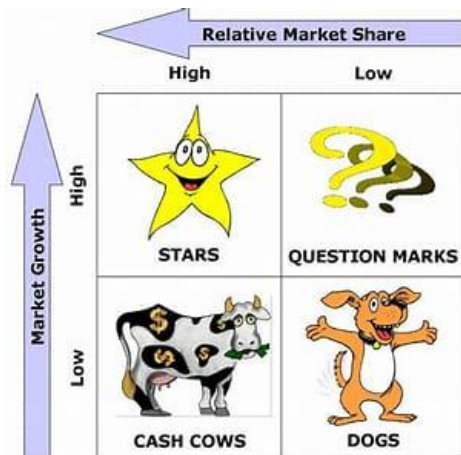 Relative Market Share
High Low
Market Growth
High
STARS QUESTION MARKS
Low
$ $ $ $
CASH COWS DOGS